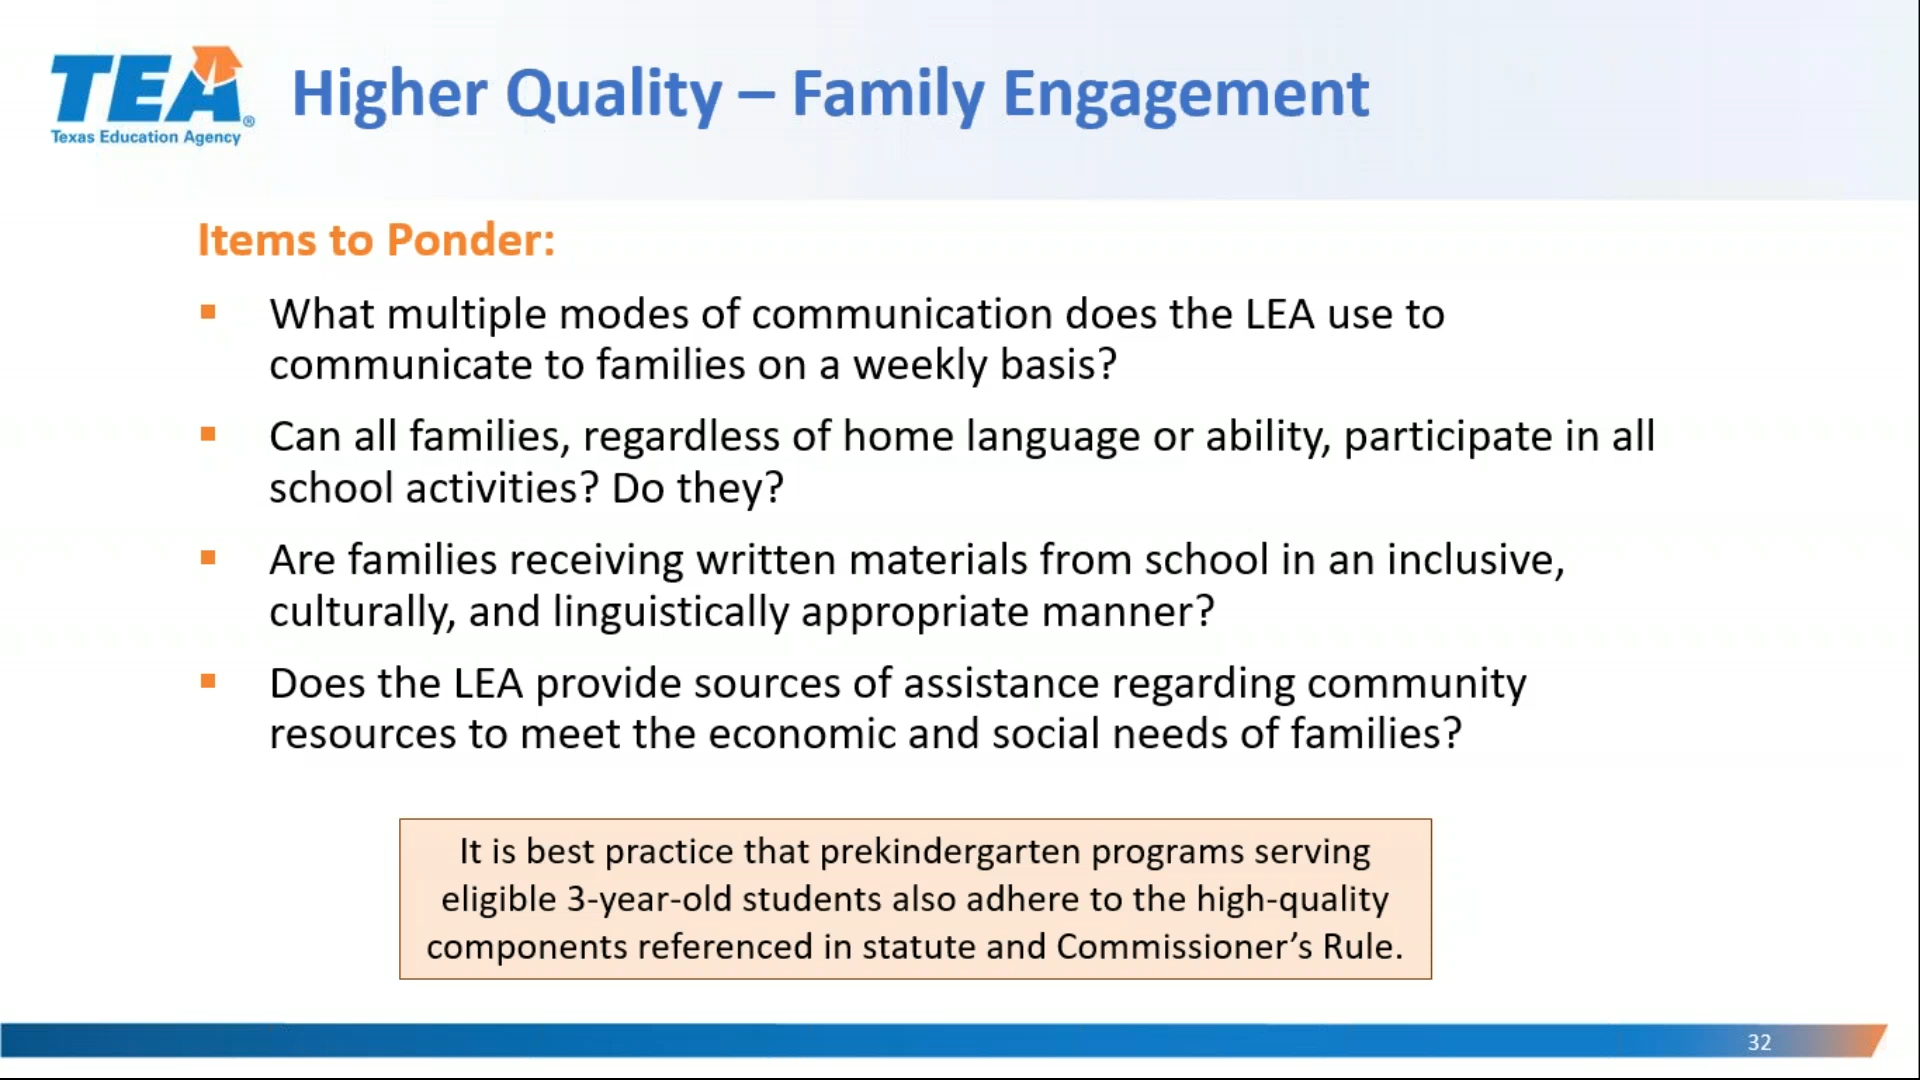 TEA®
Texas Education Agency
Higher Quality – Family Engagement
Items to Ponder:
▪ What multiple modes of communication does the LEA use to
communicate to families on a weekly basis?
▪ Can all families, regardless of home language or ability, participate in all
school activities? Do they?
▪ Are families receiving written materials from school in an inclusive,
culturally, and linguistically appropriate manner?
▪ Does the LEA provide sources of assistance regarding community
resources to meet the economic and social needs of families?
It is best practice that prekindergarten programs serving
eligible 3-year-old students also adhere to the high-quality
components referenced in statute and Commissioner’s Rule.
32